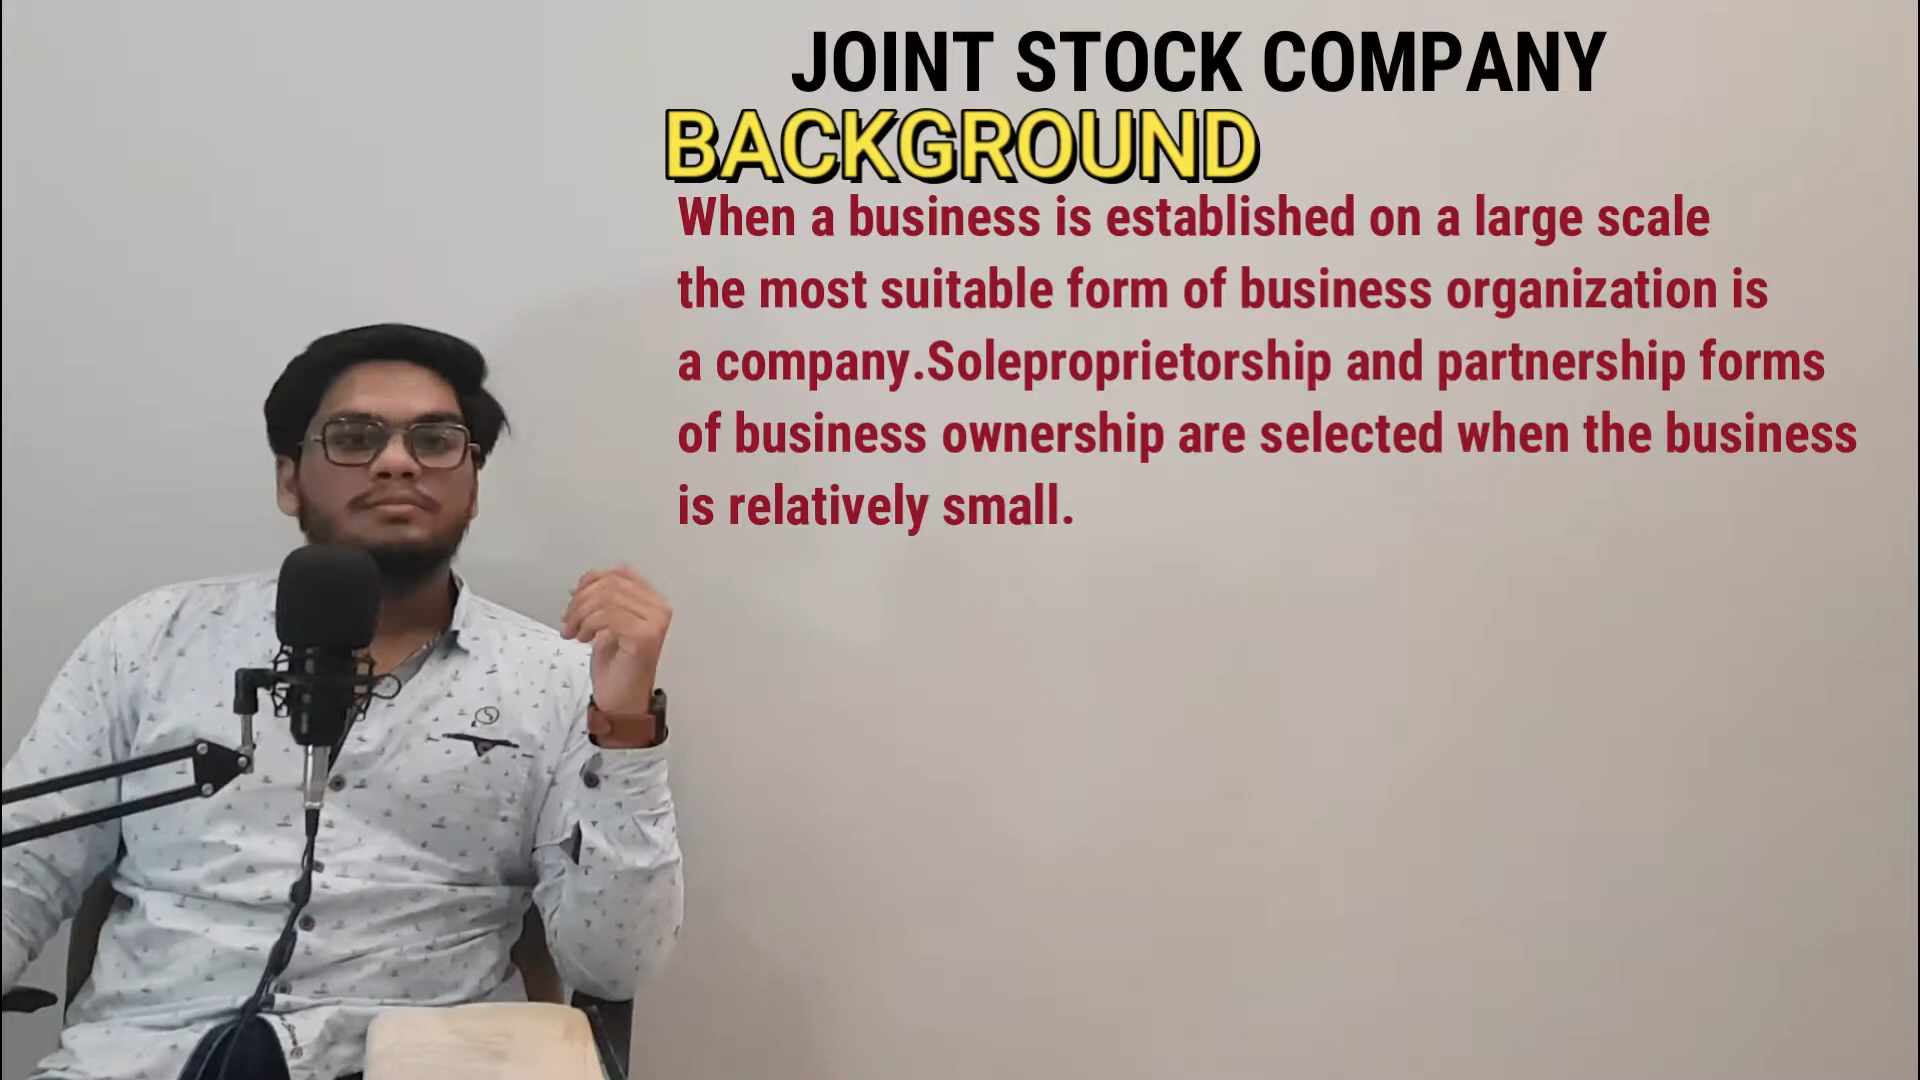 JOINT STOCK COMPANY
BACKGROUND
When a business is established on a large scale
the most suitable form of business organization is
a company.Soleproprietorship and partnership forms
of business ownership are selected when the business
is relatively small.